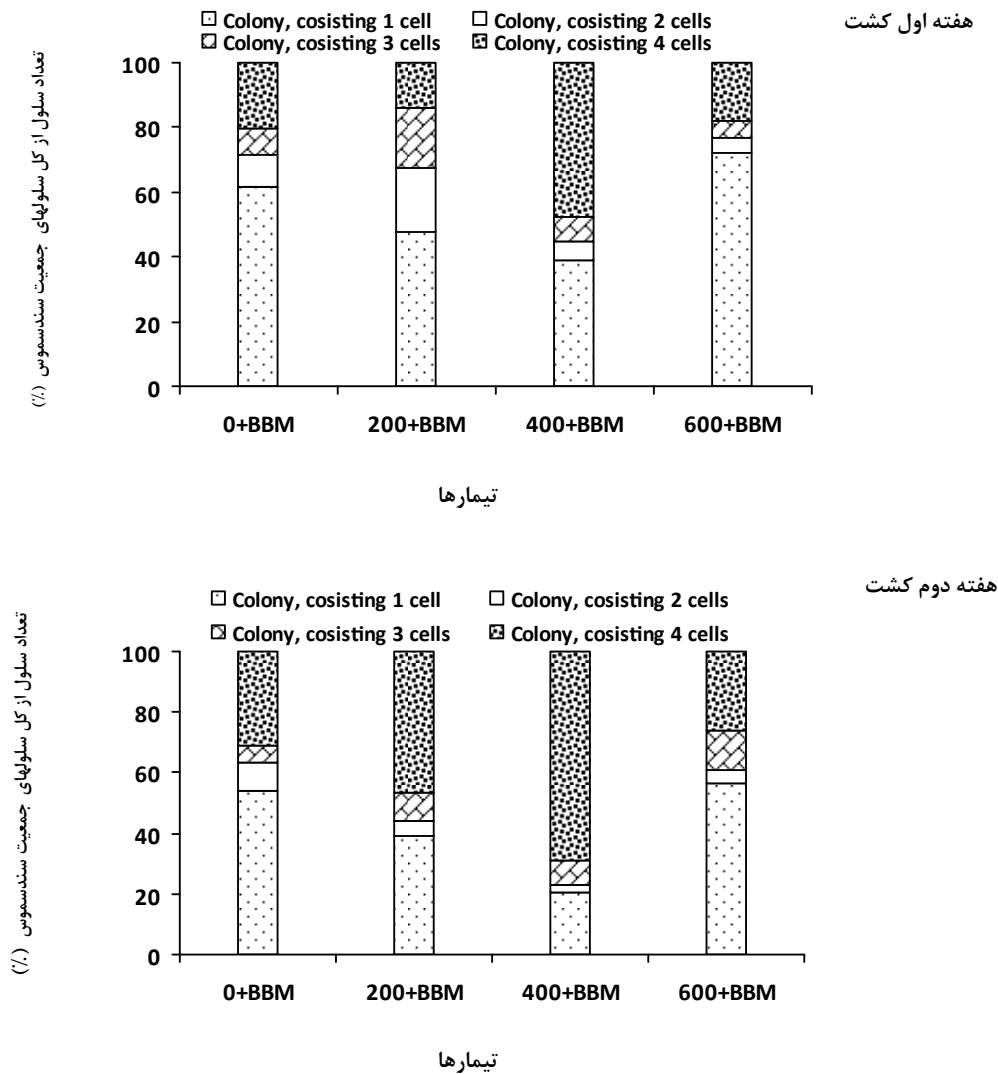 هفته اول کشت
Colony, cosisting 1 cell
Colony, cosisting 2 cells
Colony, cosisting 3 cells
Colony, cosisting 4 cells
تعداد سلول از کل سلولهای جمعیت سندسموس (٪)
100
80
60
40
20
0
0+BBM 200+BBM 400+BBM 600+BBM
تیمارها
هفته دوم کشت
Colony, cosisting 1 cell
Colony, cosisting 2 cells
Colony, cosisting 3 cells
Colony, cosisting 4 cells
تعداد سلول از کل سلولهای جمعیت سندسموس (٪)
100
80
60
40
20
0
0+BBM 200+BBM 400+BBM 600+BBM
تیمارها